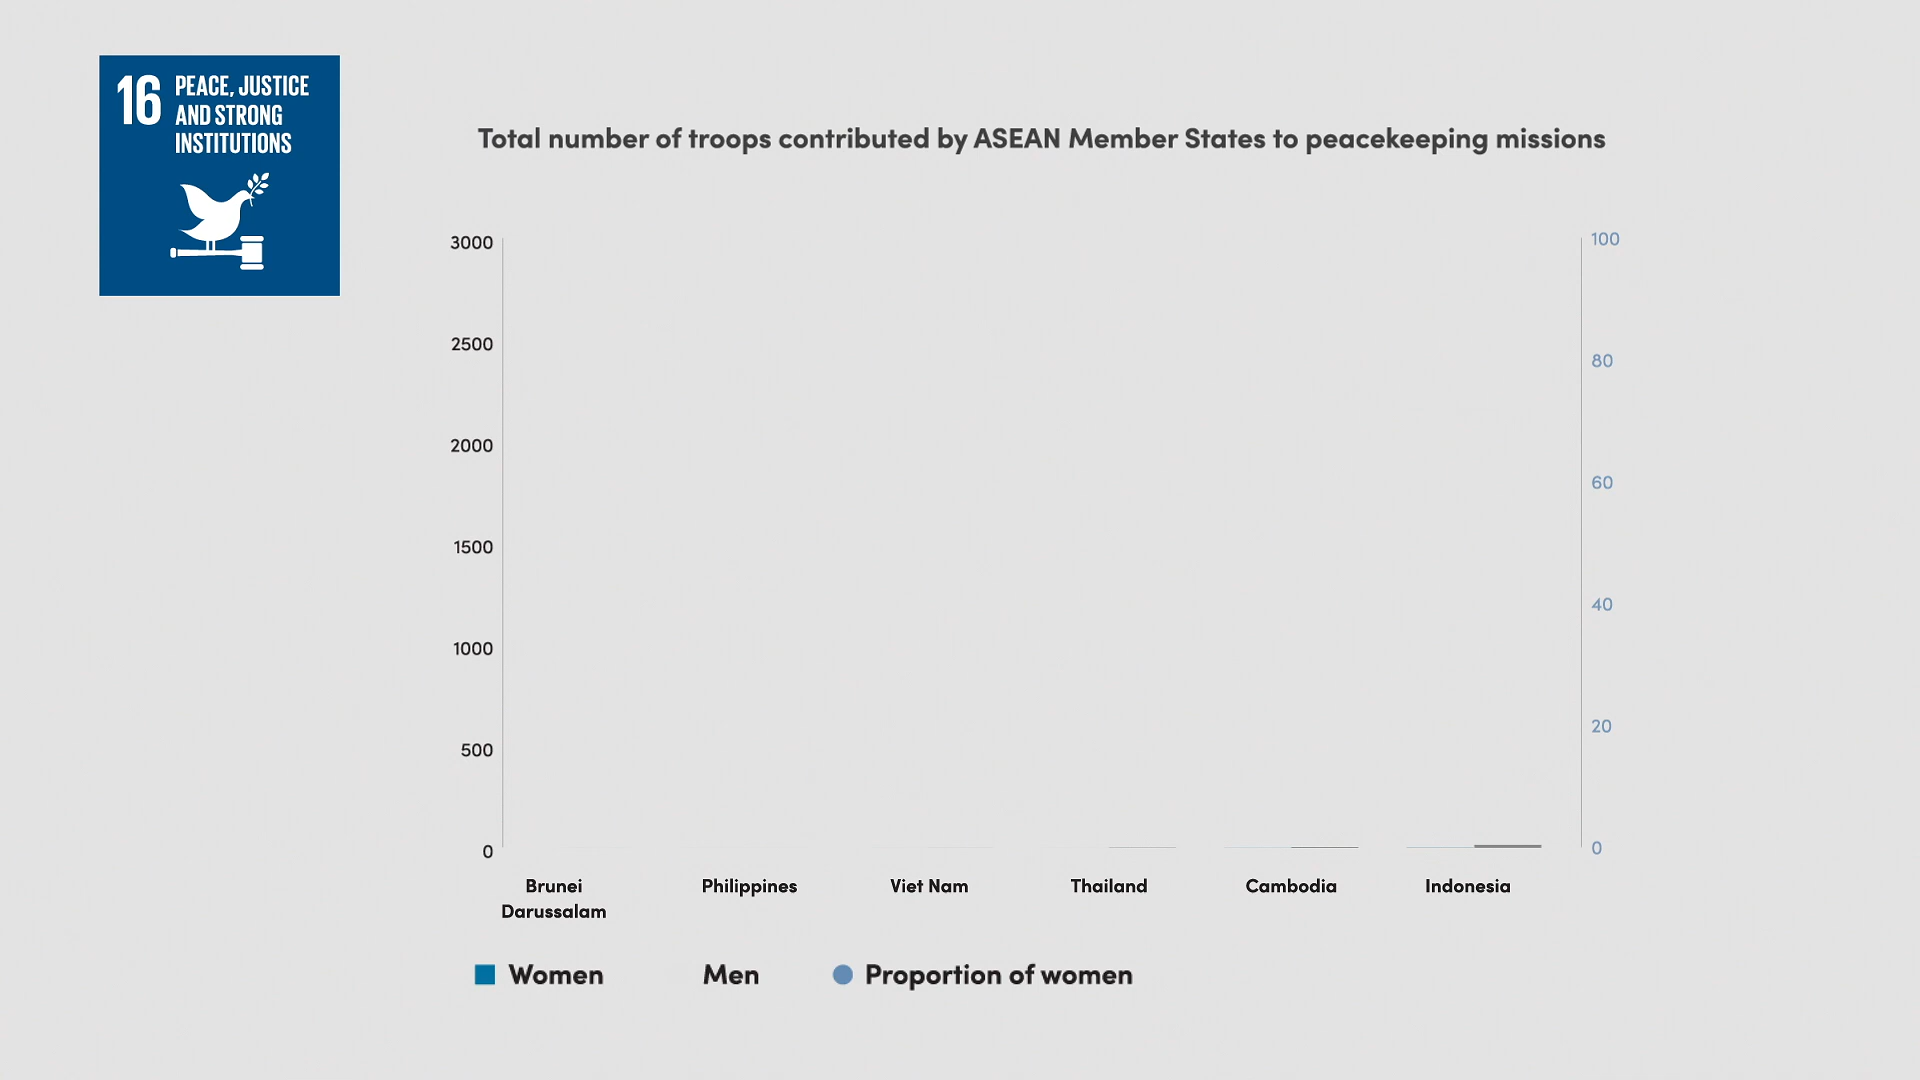 16 PEACE, JUSTICE
AND STRONG
INSTITUTIONS
Total number of troops contributed by ASEAN Member States to peacekeeping missions
3000
2500
2000
1500
1000
500
0
100
80
60
40
20
0
Brunei
Darussalam
Philippines
Viet Nam
Thailand
Cambodia
Indonesia
Women
Men
Proportion of women